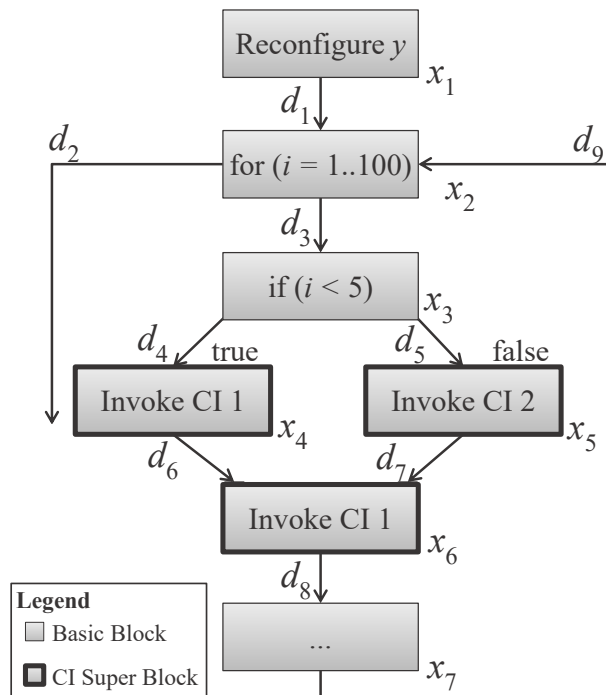 Reconfigure y
x₁
d₁
d₂
d₉
for (i = 1..100)
x₂
d₃
if (i < 5)
x₃
d₄
true
d₅
false
Invoke CI 1
x₄
Invoke CI 2
x₅
d₆
d₇
Invoke CI 1
x₆
d₈
Legend
Basic Block
CI Super Block
...
x₇